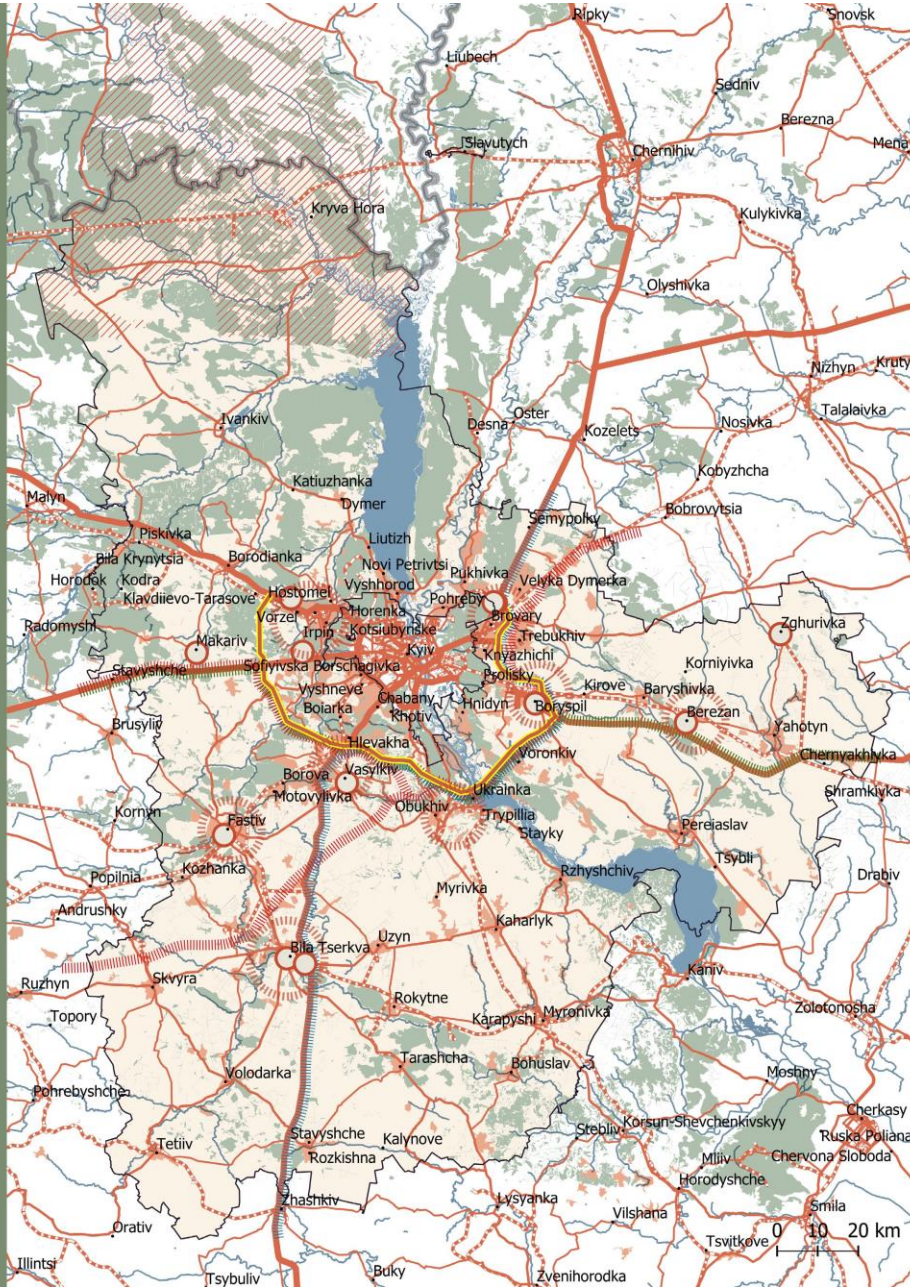 Ripky
Snovsk
Liubech
Sedniv
Berezna
Slavutych
Chernihiv
Mena
Kryva Hora
Kulykivka
Olyshivka
Nizhyn
Kruty
Ivankiv
Oster
Desna
Talalaivka
Kozelets
Nosivka
Katiuzhanka
Kobyzhcha
Malyn
Dymer
Semypolky
Bobrovytsia
Piskivka
Liutizh
Bila Krynytsia
Borodianka
Novi Petrivtsi
Pukhivka
Velyka Dymerka
Horodok
Kodra
Klavdiievo-Tarasove
Hostomel
Vyshhorod
Pohreby
Vorzel
Horenka
Brovary
Zghurivka
Radomyshl
Irpin
Kotsiubynske
Trebukhiv
Makariv
Kyiv
Knyazhichi
Stavyshche
Sofiyivska Borschagivka
Prolisky
Korniyivka
Vyshneve
Kirove
Baryshivka
Boiarka
Chabany
Khotiv
Hnidyn
Boryspil
Berezan
Brusyliv
Yahotyn
Hlevakha
Voronkiv
Chernyakhivka
Borova
Vasylkiv
Motovylivka
Ukrainka
Shramkivka
Kornyn
Fastiv
Obukhiv
Trypillia
Stayky
Pereiaslav
Popilnia
Kozhanka
Rzhyshchiv
Tsybli
Drabiv
Andrushky
Myrivka
Kaharlyk
Bila Tserkva
Uzyn
Ruzhyn
Skvyra
Kaniv
Topory
Rokytne
Karapyshi
Myronivka
Zolotonosha
Volodarka
Tarashcha
Bohuslav
Moshny
Pohrebyshche
Cherkasy
Tetiiv
Stavyshche
Kalynove
Stebliv
Korsun-Shevchenkivskyy
Ruska Poliana
Rozkishna
Mliiv
Chervona Sloboda
Horodyshche
Zhashkiv
Lysyanka
Vilshana
Smila
Orativ
0 10 20 km
Tsvitkove
Illintsi
Tsybuliv
Buky
Zvenihorodka